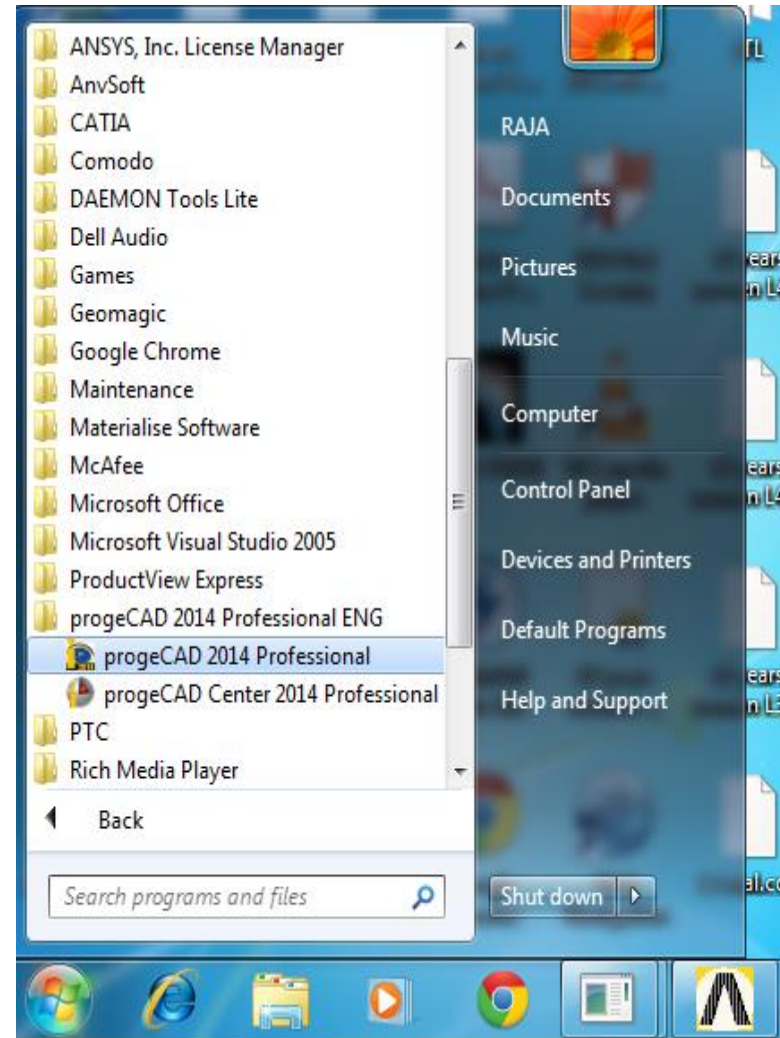 ANSYS, Inc. License Manager
AnvSoft
CATIA
Comodo
DAEMON Tools Lite
Dell Audio
Games
Geomagic
Google Chrome
Maintenance
Materialise Software
McAfee
Microsoft Office
Microsoft Visual Studio 2005
ProductView Express
progeCAD 2014 Professional ENG
progeCAD 2014 Professional
progeCAD Center 2014 Professional
PTC
Rich Media Player
Back
Search programs and files
RAJA
Documents
Pictures
Music
Computer
Control Panel
Devices and Printers
Default Programs
Help and Support
Shut down